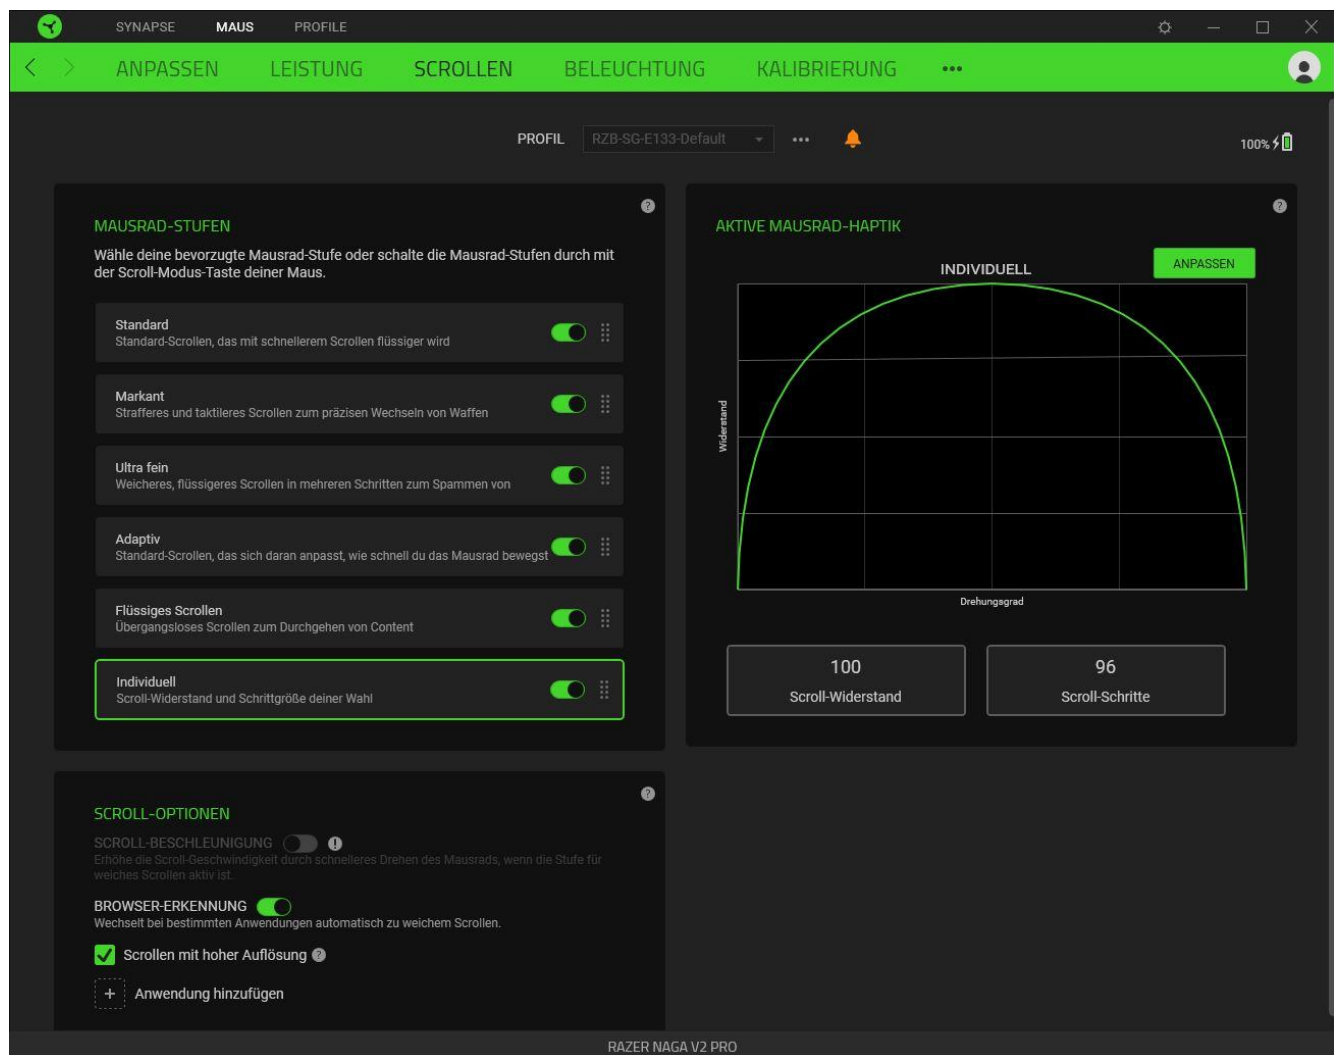 SYNAPSE MAUS PROFILE
ANPASSEN LEISTUNG SCROLLEN BELEUCHTUNG KALIBRIERUNG •••
PROFIL RZB-SG-E133-Default •••
100%
MAUSRAD-STUFEN
Wähle deine bevorzugte Mausrad-Stufe oder schalte die Mausrad-Stufen durch mit
der Scroll-Modus-Taste deiner Maus.
Standard
Standard-Scrollen, das mit schnellerem Scrollen flüssiger wird
Markant
Strafferes und taktileres Scrollen zum präzisen Wechseln von Waffen
Ultra fein
Weicheres, flüssigeres Scrollen in mehreren Schritten zum Spammen von
Adaptiv
Standard-Scrollen, das sich daran anpasst, wie schnell du das Mausrad bewegst
Flüssiges Scrollen
Übergangsloses Scrollen zum Durchgehen von Content
Individuell
Scroll-Widerstand und Schrittgröße deiner Wahl
AKTIVE MAUSRAD-HAPTIK
ANPASSEN
INDIVIDUELL
Widerstand
Drehungsgrad
100
Scroll-Widerstand
96
Scroll-Schritte
SCROLL-OPTIONEN
SCROLL-BESCHLEUNIGUNG
Erhöhe die Scroll-Geschwindigkeit durch schnelleres Drehen des Mausrads, wenn die Stufe für
weiches Scrollen aktiv ist.
BROWSER-ERKENNUNG
Wechselt bei bestimmten Anwendungen automatisch zu weichem Scrollen.
Scrollen mit hoher Auflösung
+ Anwendung hinzufügen
RAZER NAGA V2 PRO